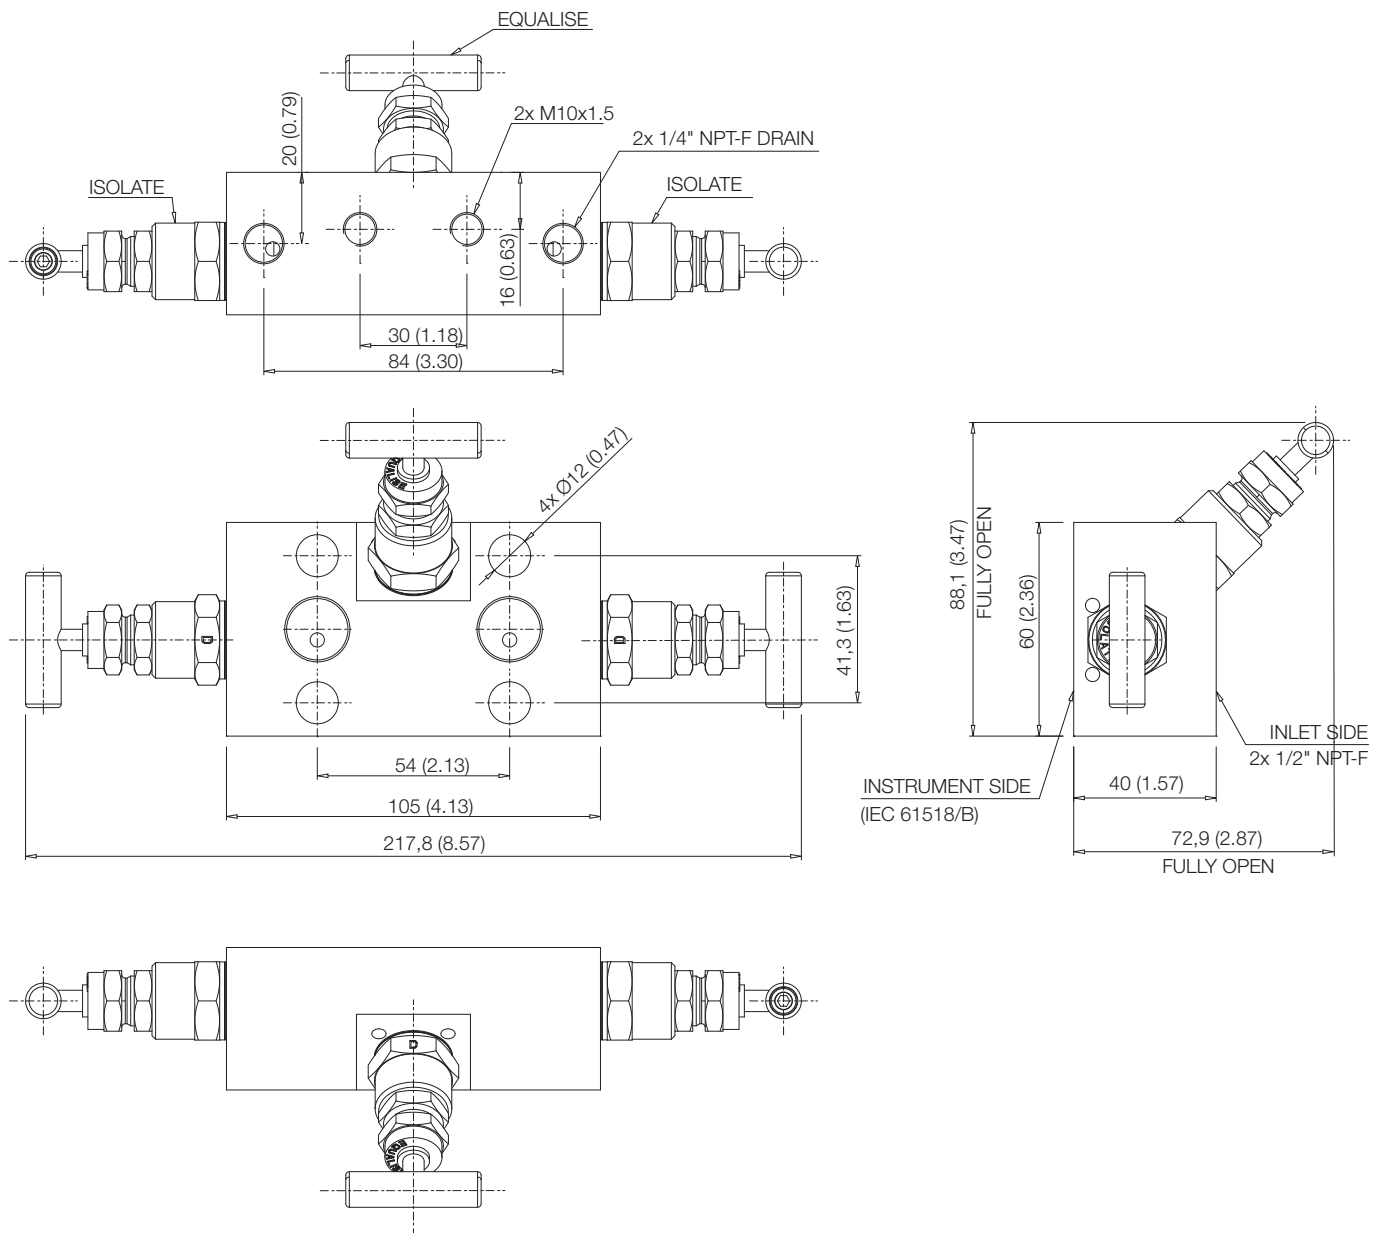 EQUALISE
20 (0.79)
2x M10x1.5
2x 1/4" NPT-F DRAIN
ISOLATE
ISOLATE
16 (0.63)
30 (1.18)
84 (3.30)
4x Ø12 (0.47)
EQUALISE
D
D
41,3 (1.63)
54 (2.13)
105 (4.13)
217,8 (8.57)
88,1 (3.47)
FULLY OPEN
60 (2.36)
INLET SIDE
2x 1/2" NPT-F
INSTRUMENT SIDE
(IEC 61518/B)
40 (1.57)
72,9 (2.87)
FULLY OPEN
D